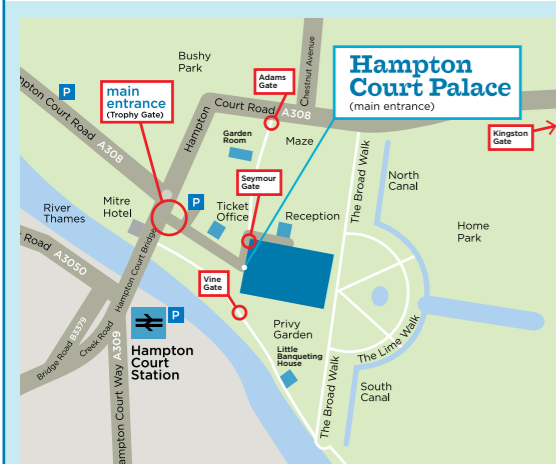 Bushy
Park
Chestnut Avenue
Hampton
Court Palace
(main entrance)
Adams
Gate
P
main
entrance
(Trophy Gate)
pton Court Road
A308
Hampton
Court Road
A308
Garden
Room
Maze
Kingston
Gate
The Broad Walk
North
Canal
Seymour
Gate
P
River
Thames
Mitre
Hotel
Ticket
Office
Reception
Home
Park
Road
A3050
Hampton Court Bridge
Vine
Gate
P
Hampton
Court
Station
Privy
Garden
Little
Banqueting
House
The Lime Walk
Bridge Road B3379
Creek Road
ampton Court Way A309
The Broad Walk
South
Canal